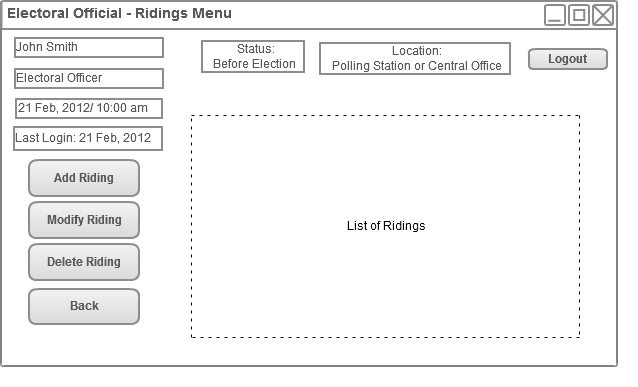 Electoral Official - Ridings Menu
John Smith
Electoral Officer
21 Feb, 2012/ 10:00 am
Last Login: 21 Feb, 2012
Status:
Before Election
Location:
Polling Station or Central Office
Logout
Add Riding
Modify Riding
Delete Riding
Back
List of Ridings